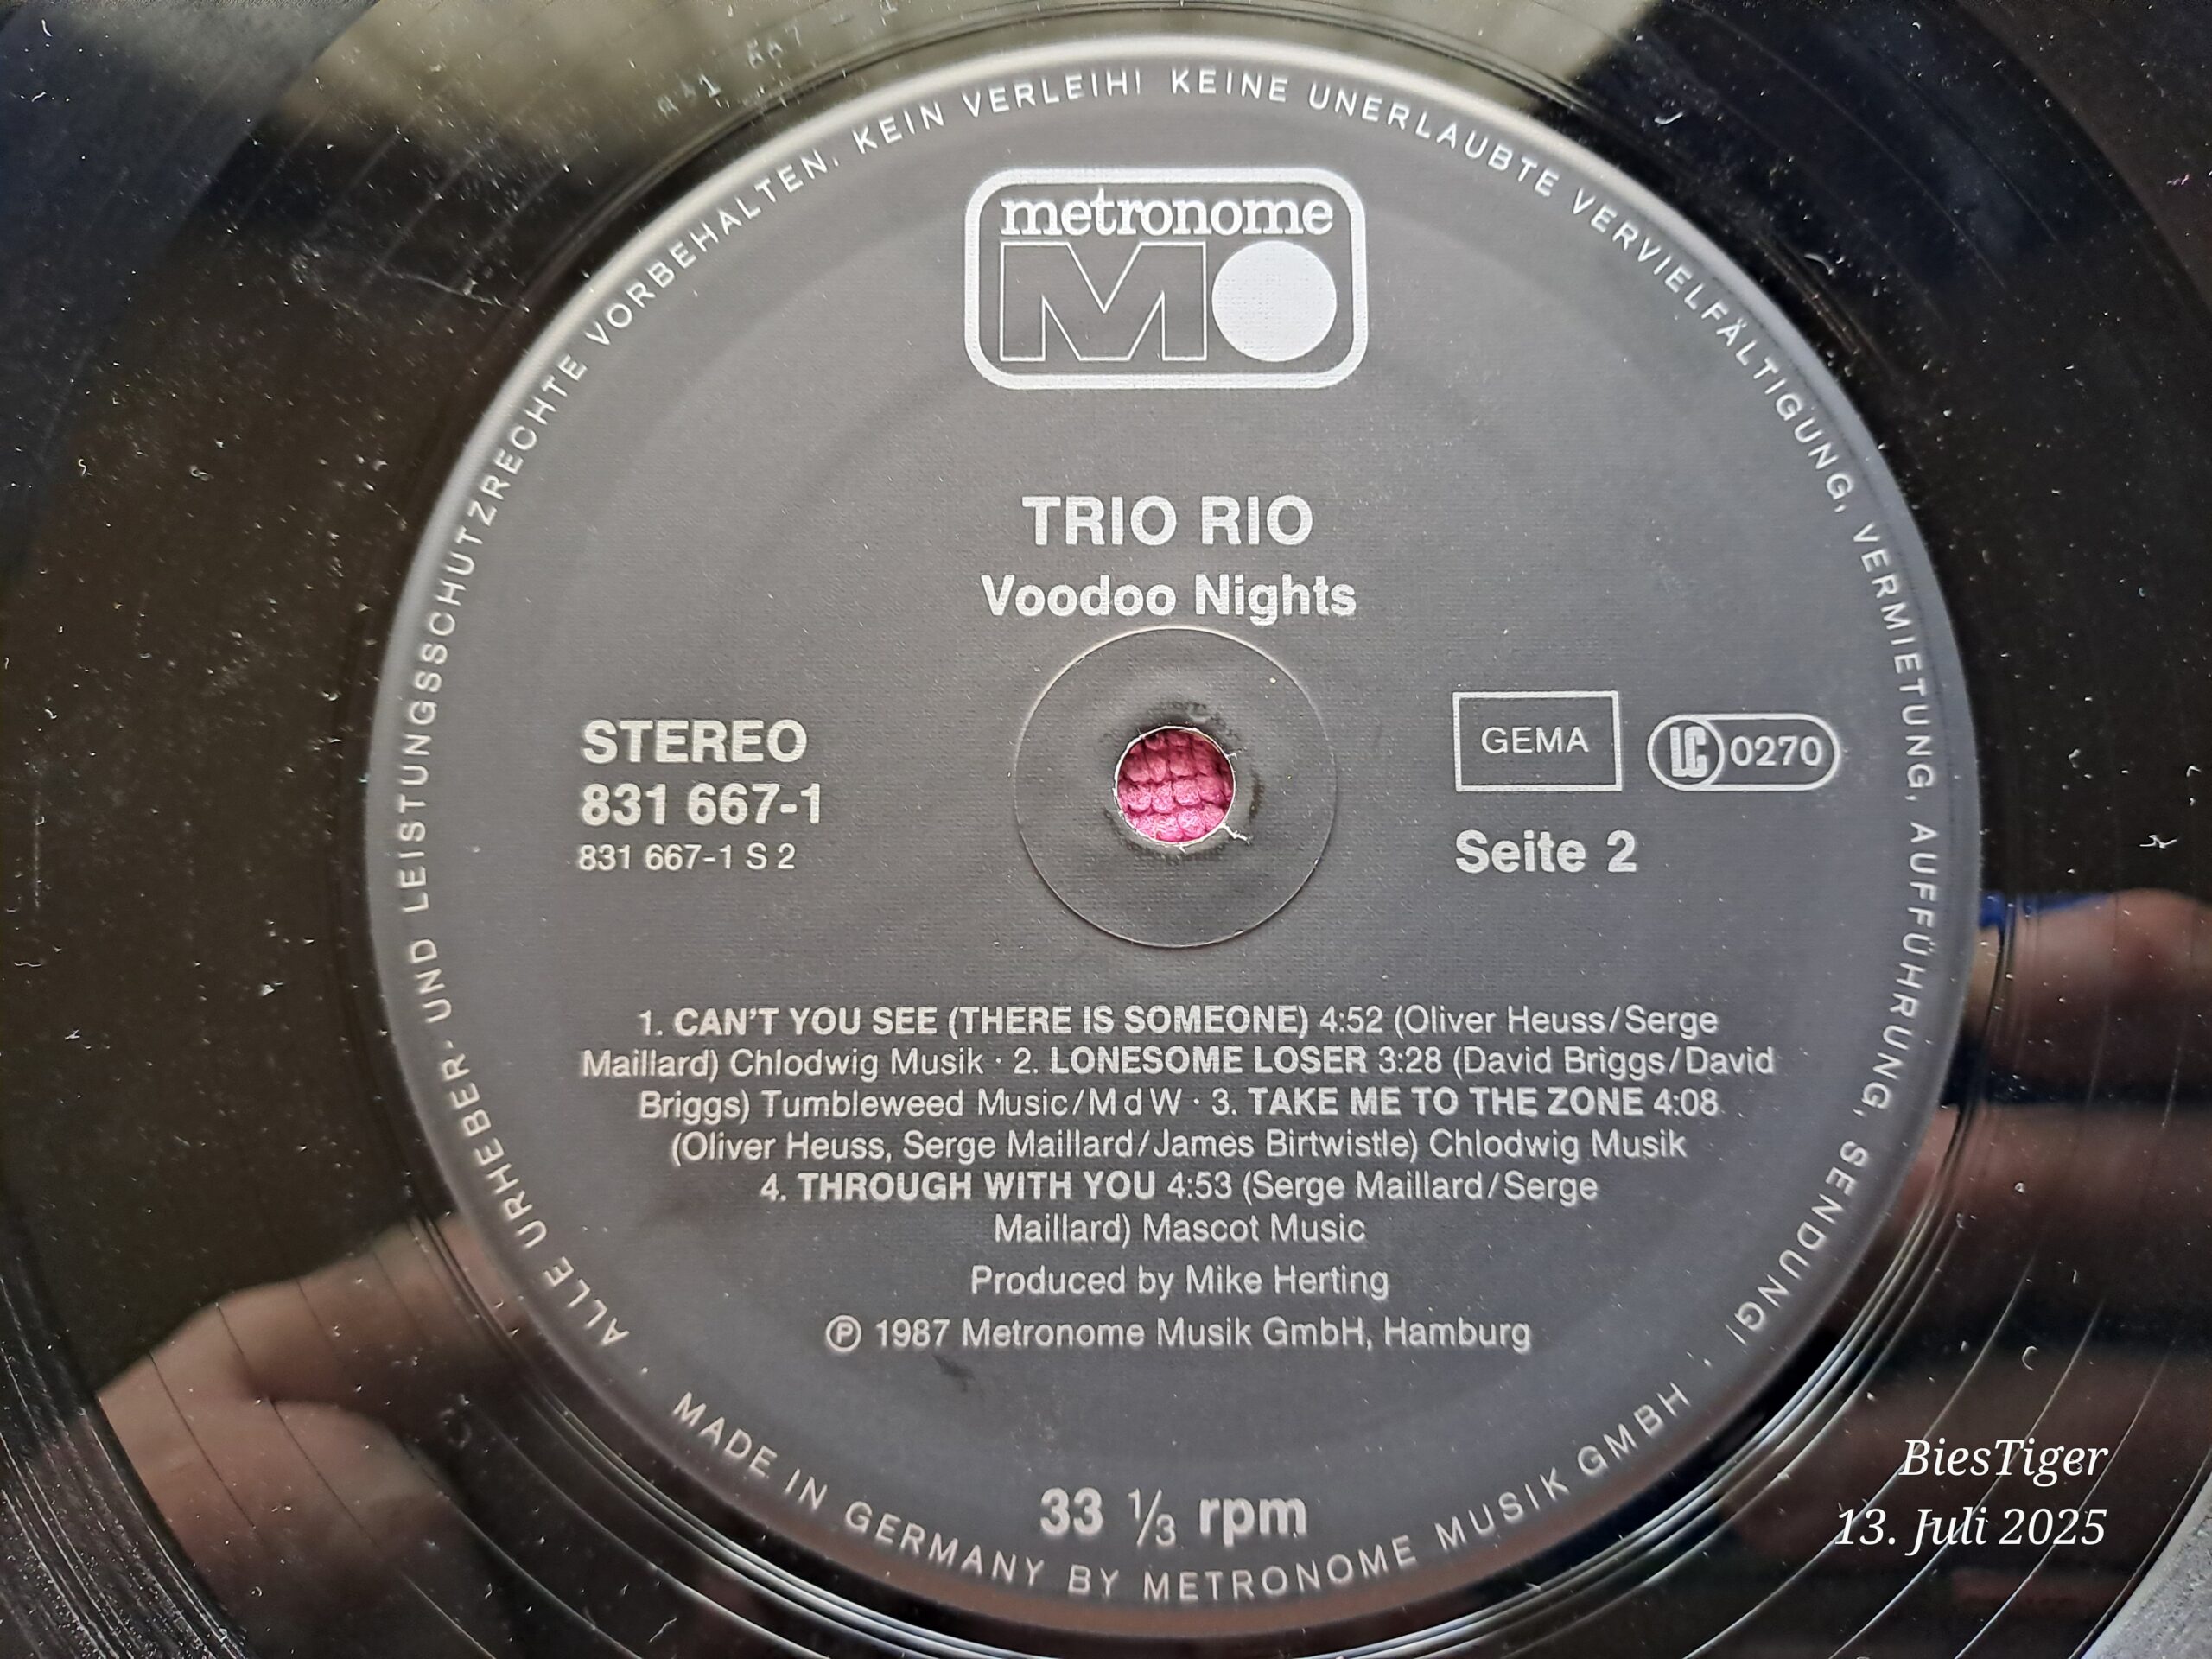 ALLE URHEBER- UND LEISTUNGSSCHUTZRECHTE VORBEHALTEN. KEIN VERLEIH! KEINE UNERLAUBTE VERVIELFÄLTIGUNG, VERMIETUNG, AUFFÜHRUNG, SENDUNG!
metronome
MO
TRIO RIO
Voodoo Nights
STEREO
831 667-1
831 667-1 S 2
GEMA
LC 0270
Seite 2
1. CAN'T YOU SEE (THERE IS SOMEONE) 4:52 (Oliver Heuss/Serge
Maillard) Chlodwig Musik · 2. LONESOME LOSER 3:28 (David Briggs/David
Briggs) Tumbleweed Music/M d W · 3. TAKE ME TO THE ZONE 4:08
(Oliver Heuss, Serge Maillard/James Birtwistle) Chlodwig Musik
4. THROUGH WITH YOU 4:53 (Serge Maillard/Serge
Maillard) Mascot Music
Produced by Mike Herting
℗ 1987 Metronome Musik GmbH, Hamburg
33 ⅓ rpm
· MADE IN GERMANY BY METRONOME MUSIK GMBH ·
BiesTiger
13. Juli 2025